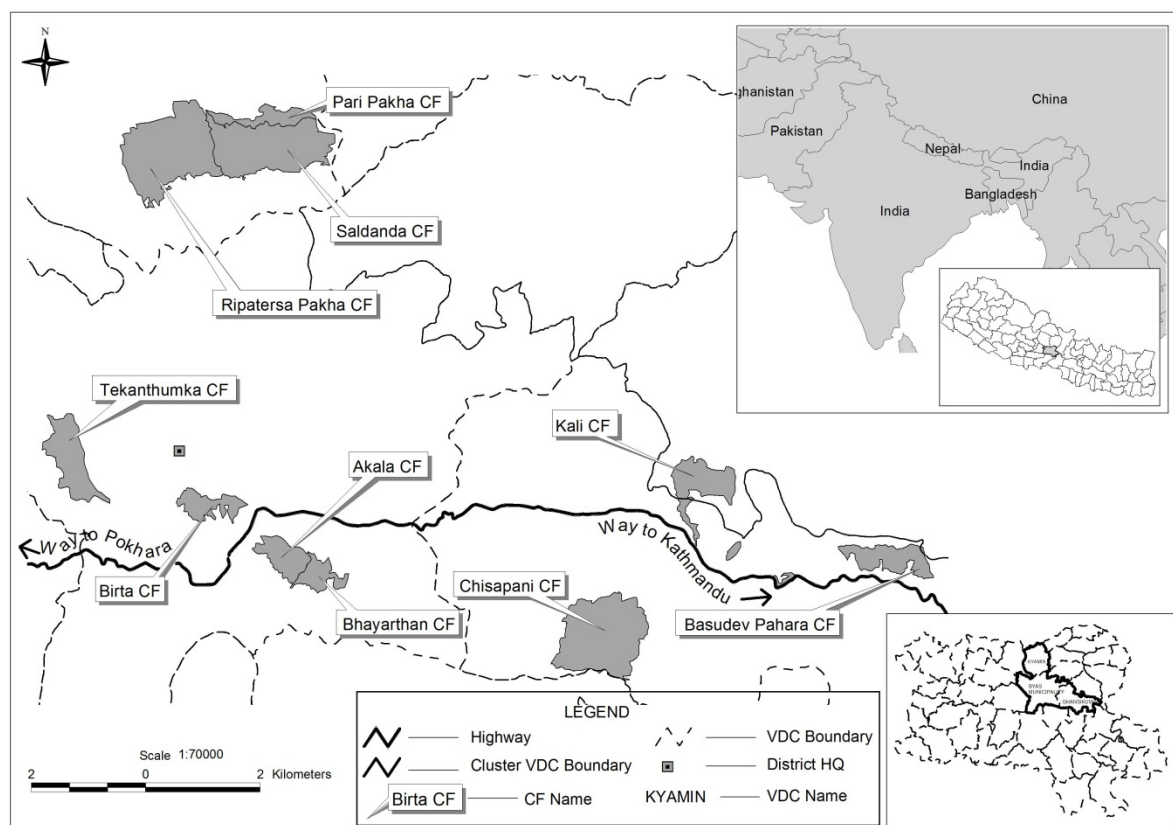 N
Pari Pakha CF
Saldanda CF
Ripatersa Pakha CF
Tekanthumka CF
Akala CF
Kali CF
Way to Pokhara
Birta CF
Bhayarthan CF
Chisapani CF
Way to Kathmandu
Basudev Pahara CF
ghanistan
China
Pakistan
Nepal
India
Bangladesh
India
KYAMIN
BYAS
MUNICIPALITY
Scale 1:70000
2 0 2 Kilometers
LEGEND
Highway
VDC Boundary
Cluster VDC Boundary
District HQ
Birta CF
CF Name
KYAMIN
VDC Name